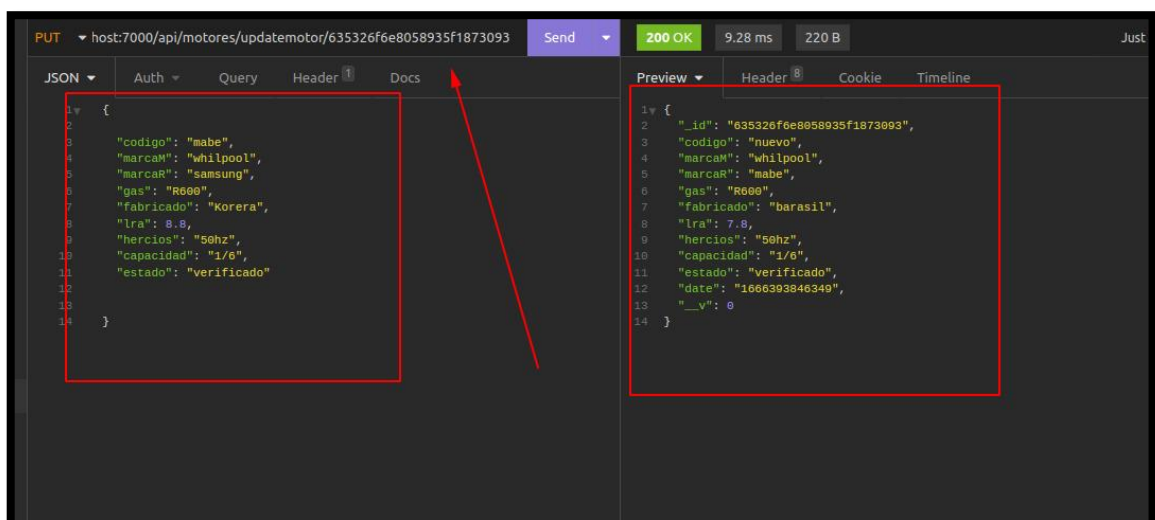 PUT host:7000/api/motores/updatemotor/635326f6e8058935f1873093 Send 200 OK 9.28 ms 220 B Just
JSON Auth Query Header 1 Docs
1 {
2
3 "codigo": "mabe",
4 "marcaM": "whilpool",
5 "marcaR": "samsung",
6 "gas": "R600",
7 "fabricado": "Korera",
8 "lra": 8.8,
9 "hercios": "50hz",
10 "capacidad": "1/6",
11 "estado": "verificado"
12
13
14 }
Preview Header 8 Cookie Timeline
1 {
2 "_id": "635326f6e8058935f1873093",
3 "codigo": "nuevo",
4 "marcaM": "whilpool",
5 "marcaR": "mabe",
6 "gas": "R600",
7 "fabricado": "barasil",
8 "lra": 7.8,
9 "hercios": "50hz",
10 "capacidad": "1/6",
11 "estado": "verificado",
12 "date": "1666393846349",
13 "__v": 0
14 }